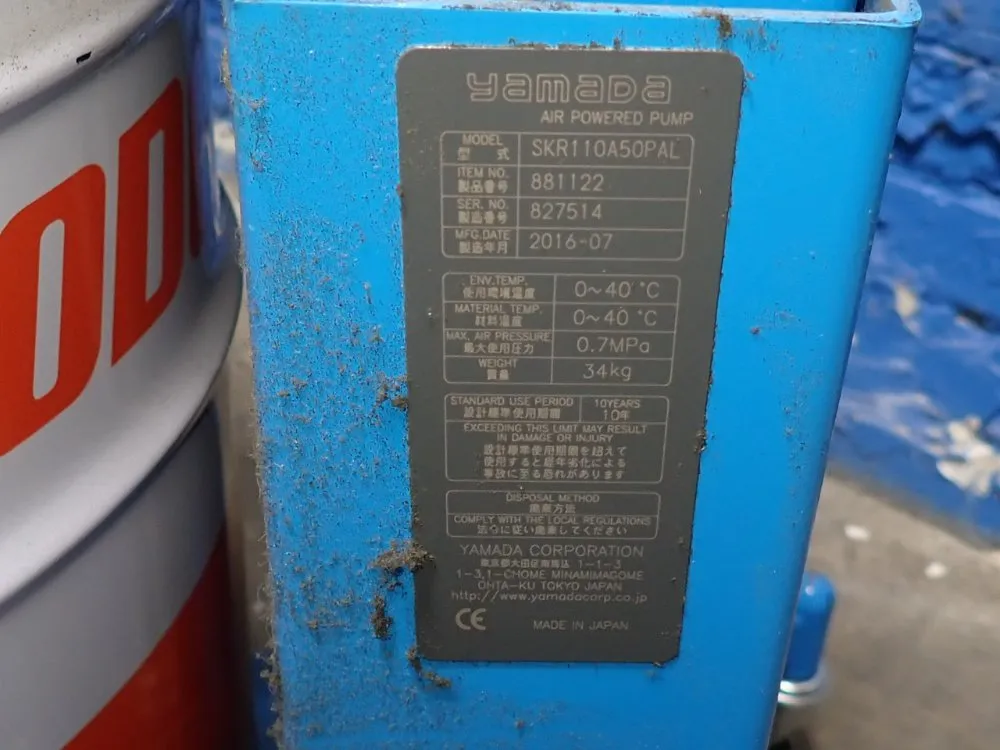 OD
yamada
AIR POWERED PUMP
MODEL
型 式
SKR110A50PAL
ITEM NO.
製品番号
881122
SER. NO.
製造番号
827514
MFG.DATE
製造年月
2016-07
ENV.TEMP.
使用環境温度
0~40 °C
MATERIAL TEMP.
材料温度
0~40 °C
MAX. AIR PRESSURE
最大使用圧力
0.7MPa
WEIGHT
質量
34kg
STANDARD USE PERIOD
設計標準使用期間
10YEARS
10年
EXCEEDING THIS LIMIT MAY RESULT
IN DAMAGE OR INJURY
設計標準使用期間を超えて
使用すると経年劣化による
事故に至る恐れがあります
DISPOSAL METHOD
廃棄方法
COMPLY WITH THE LOCAL REGULATIONS
法令に従い廃棄してください
YAMADA CORPORATION
東京都大田区南馬込 1-1-3
1-3,1-CHOME MINAMIMAGOME
OHTA-KU TOKYO JAPAN
http://www.yamadacorp.co.jp
CE
MADE IN JAPAN